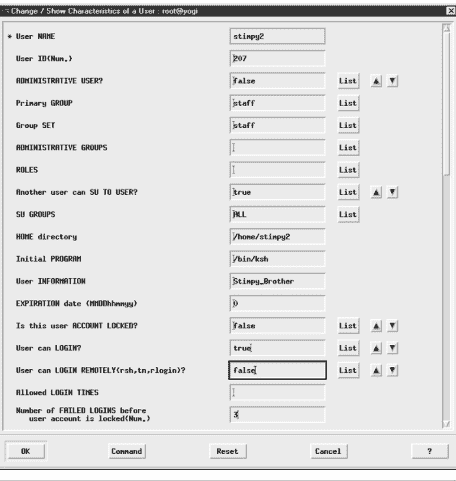 Change / Show Characteristics of a User : root@yogi
* User NAME stimpy2
User ID(Num.) 207
ADMINISTRATIVE USER? false List
Primary GROUP staff List
Group SET staff List
ADMINISTRATIVE GROUPS List
ROLES List
Another user can SU TO USER? true List
SU GROUPS ALL List
HOME directory /home/stimpy2
Initial PROGRAM /bin/ksh
User INFORMATION Stimpy_Brother
EXPIRATION date (MMDDhhmmyy) 0
Is this user ACCOUNT LOCKED? false List
User can LOGIN? true List
User can LOGIN REMOTELY(rsh,tn,rlogin)? false List
Allowed LOGIN TIMES
Number of FAILED LOGINS before
user account is locked(Num.) 3
OK Command Reset Cancel ?